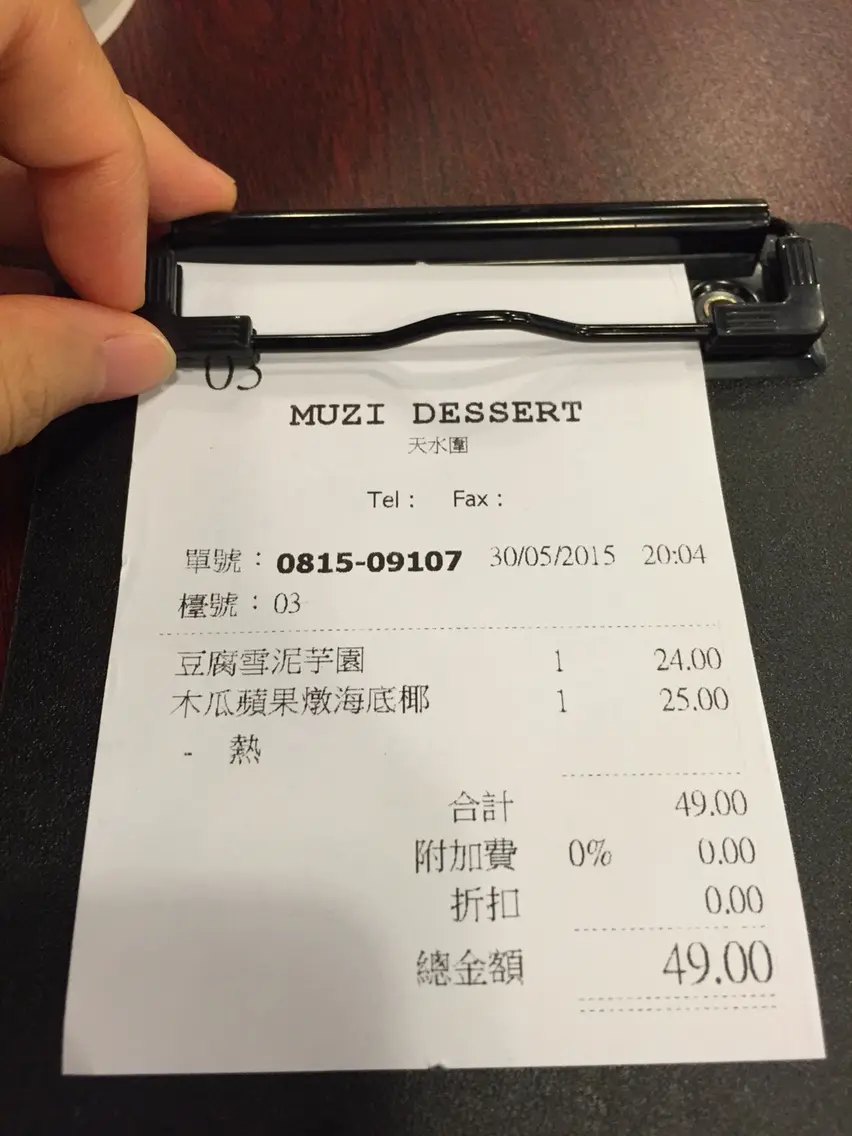 03
MUZI DESSERT
天水圍
Tel : Fax :
單號： 0815-09107 30/05/2015 20:04
檯號： 03
豆腐雪泥芋園 1 24.00
木瓜蘋果燉海底椰 1 25.00
- 熱
合計 49.00
附加費 0% 0.00
折扣 0.00
總金額 49.00